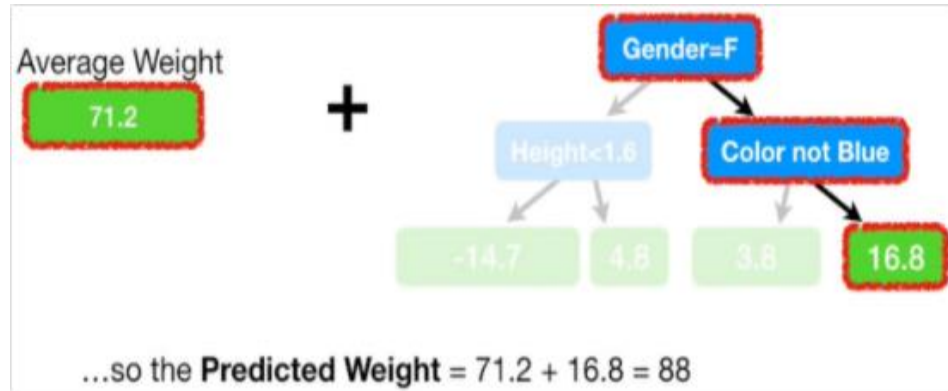 Gender=F
Average Weight
71.2
+
Height<1.6
Color not Blue
-14.7
4.8
3.8
16.8
...so the Predicted Weight = 71.2 + 16.8 = 88